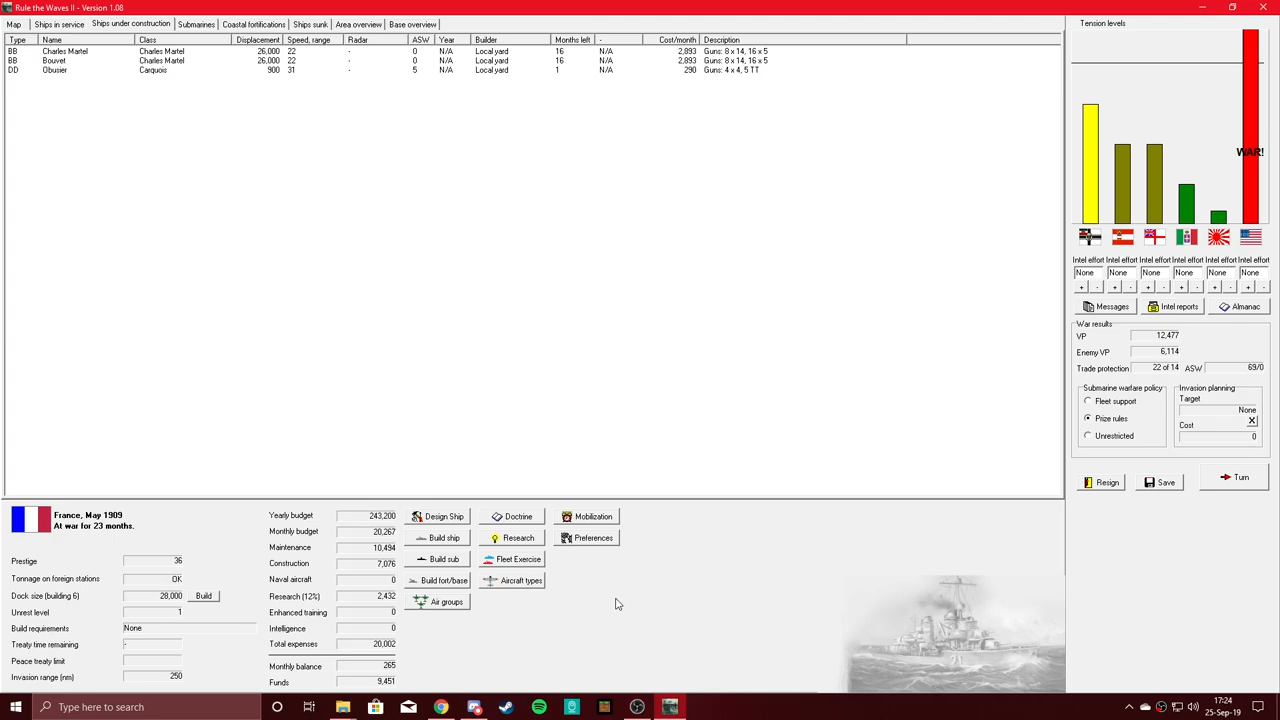 Rule the Waves II - Version 1.08
Map Ships in service Ships under construction Submarines Coastal fortifications Ships sunk Area overview Base overview
Type Name Class Displacement Speed, range Radar ASW Year Builder Months left - Cost/month Description
BB Charles Martel Charles Martel 26,000 22 - 0 N/A Local yard 16 N/A 2,893 Guns: 8 x 14, 16 x 5
BB Bouvet Charles Martel 26,000 22 - 0 N/A Local yard 16 N/A 2,893 Guns: 8 x 14, 16 x 5
DD Obusier Carquois 900 31 - 5 N/A Local yard 1 N/A 290 Guns: 4 x 4, 5 TT
Tension levels
WAR!
Intel effort Intel effort Intel effort Intel effort Intel effort Intel effort
None None None None None None
+ - + - + - + - + - + -
Messages Intel reports Almanac
War results
VP 12,477
Enemy VP 6,114
Trade protection 22 of 14 ASW 69/0
Submarine warfare policy
Fleet support
Prize rules
Unrestricted
Invasion planning
Target
None
Cost X
0
Resign Save Turn
France, May 1909
At war for 23 months.
Prestige 36
Tonnage on foreign stations OK
Dock size (building 6) 28,000 Build
Unrest level 1
Build requirements None
Treaty time remaining -
Peace treaty limit
Invasion range (nm) 250
Yearly budget 243,200
Monthly budget 20,267
Maintenance 10,494
Construction 7,076
Naval aircraft 0
Research (12%) 2,432
Enhanced training 0
Intelligence 0
Total expenses 20,002
Monthly balance 265
Funds 9,451
Design Ship Doctrine Mobilization
Build ship Research Preferences
Build sub Fleet Exercise
Build fort/base Aircraft types
Air groups
Type here to search
17:24
25-Sep-19